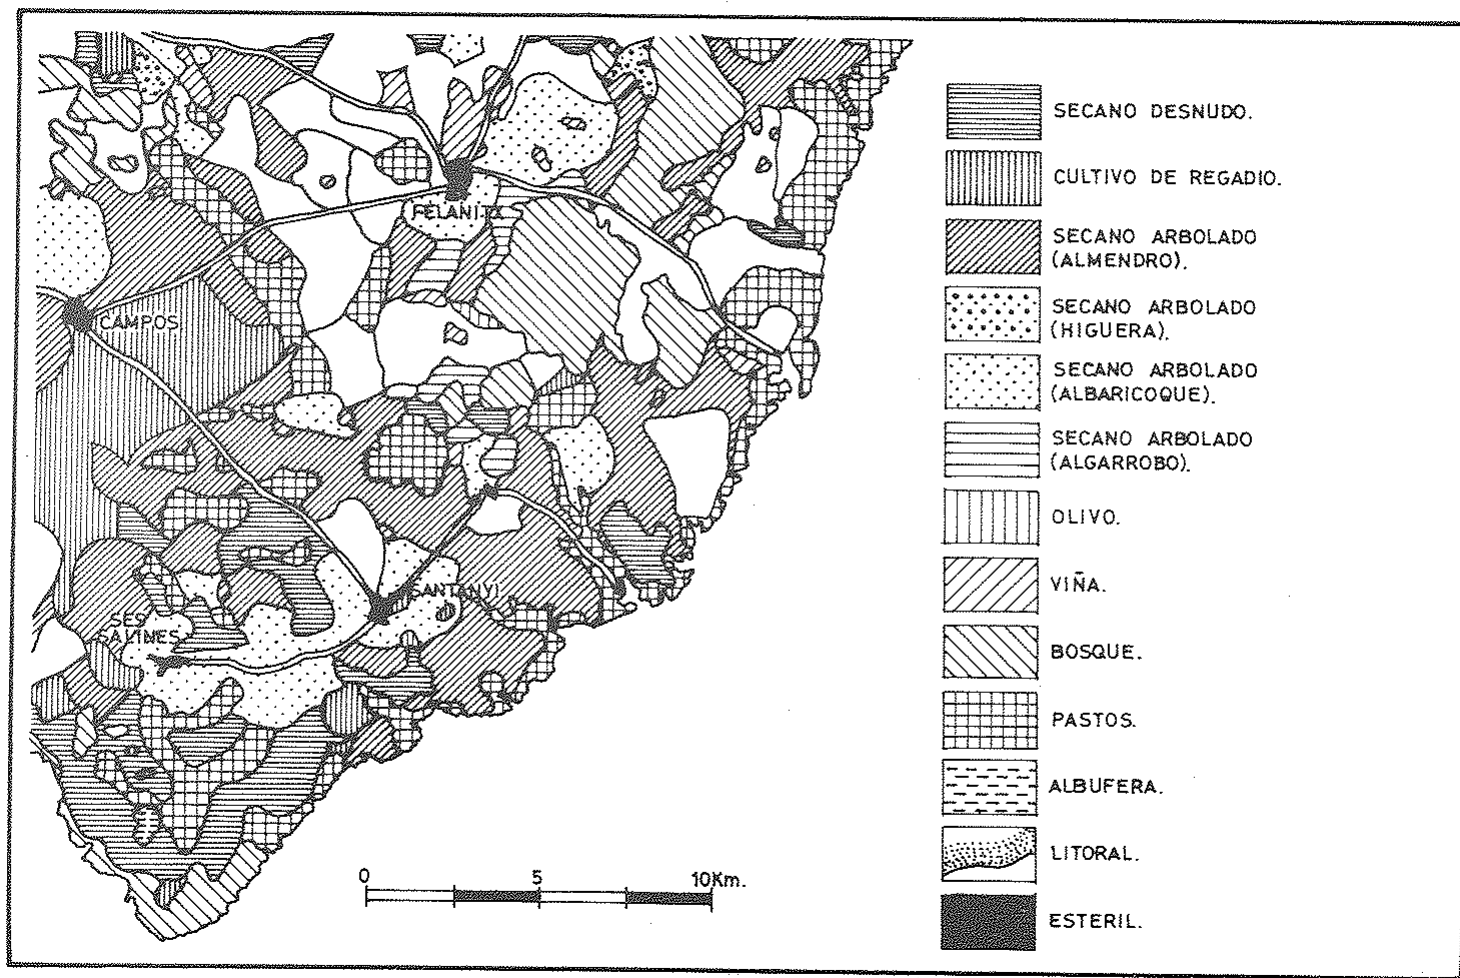 FELANITX
CAMPOS
SANTANYI
SES
SALINES
0 5 10Km.
SECANO DESNUDO.
CULTIVO DE REGADIO.
SECANO ARBOLADO
(ALMENDRO).
SECANO ARBOLADO
(HIGUERA).
SECANO ARBOLADO
(ALBARICOQUE).
SECANO ARBOLADO
(ALGARROBO).
OLIVO.
VIÑA.
BOSQUE.
PASTOS.
ALBUFERA.
LITORAL.
ESTERIL.